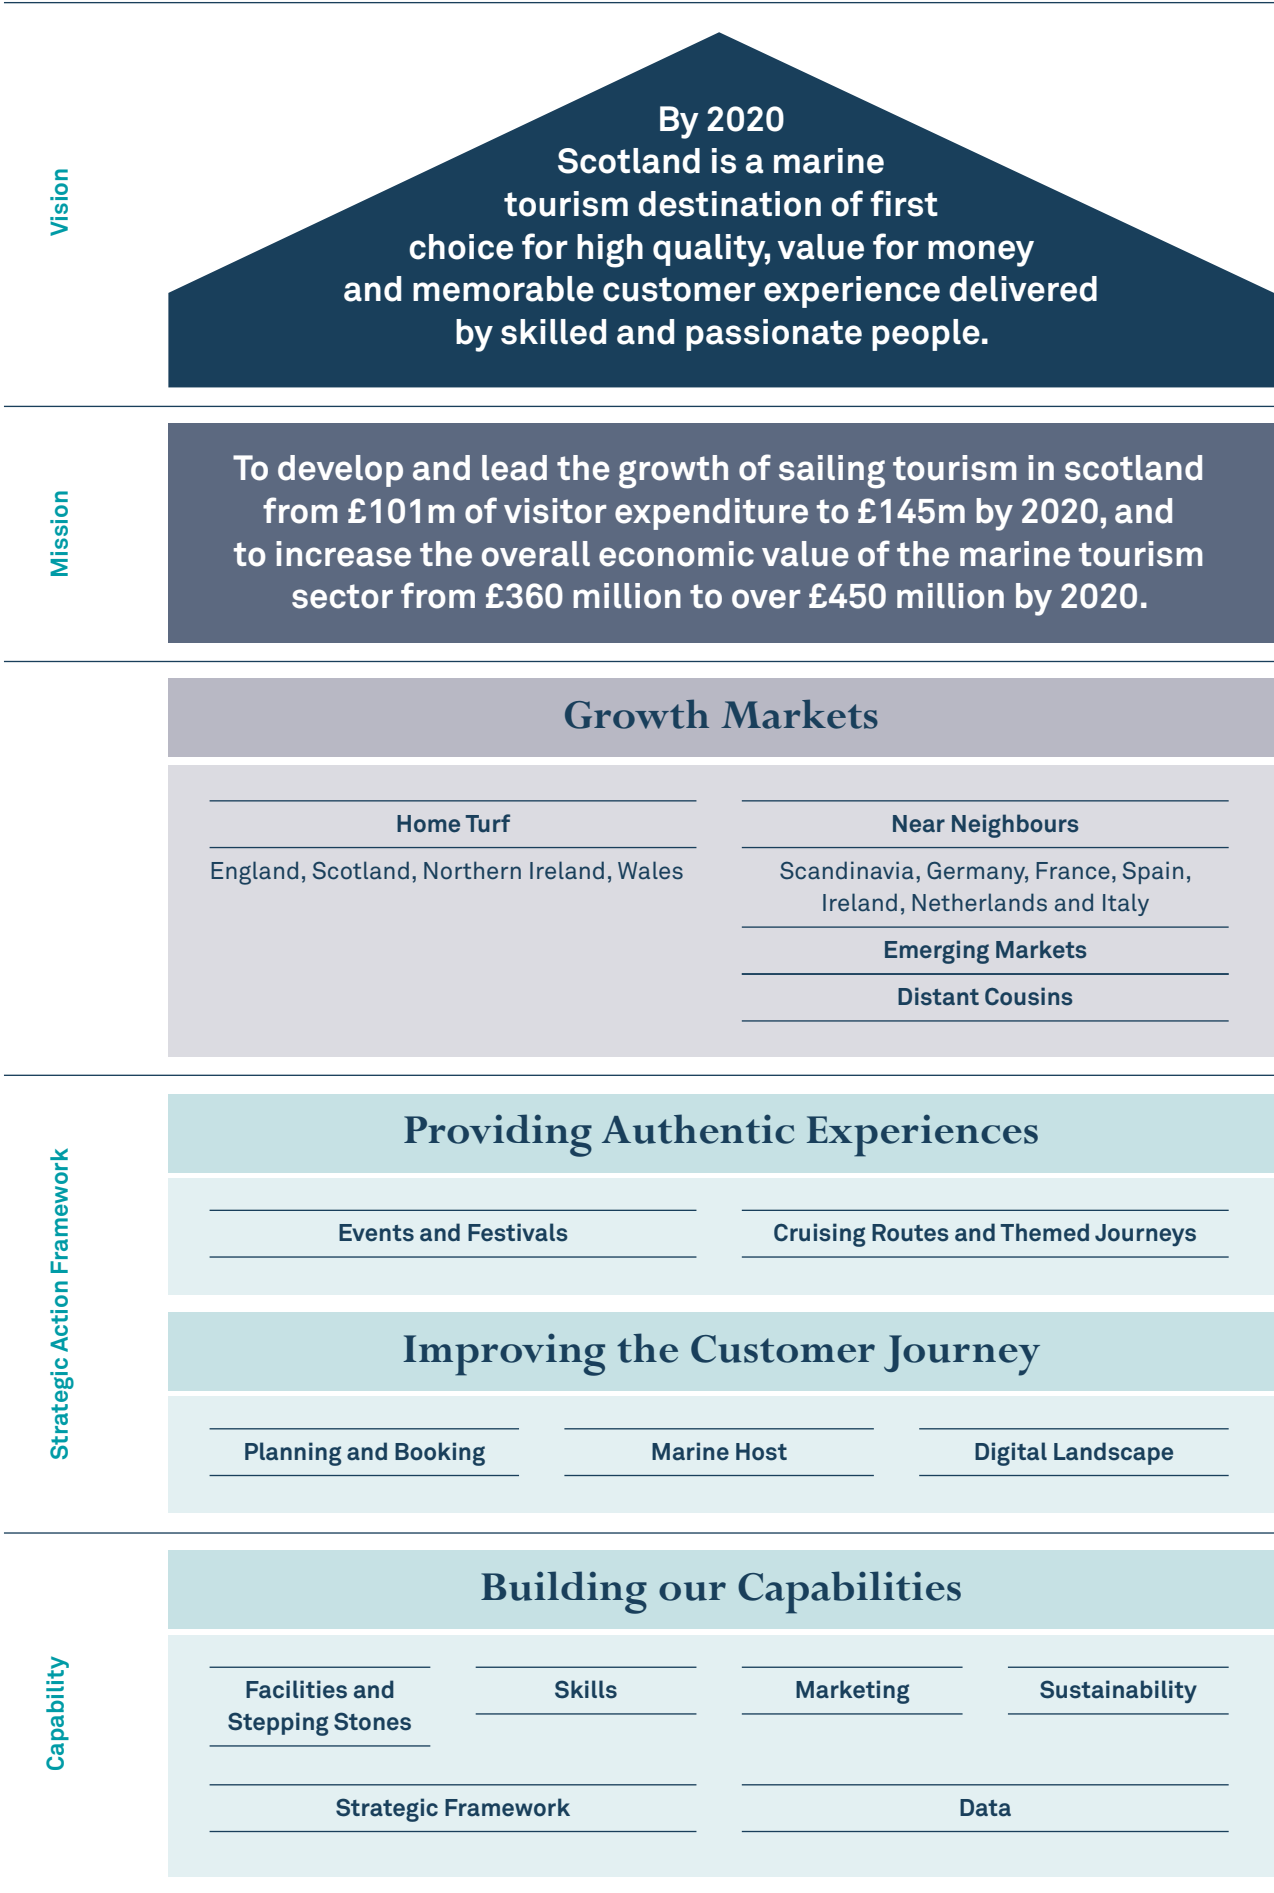 Vision
By 2020
Scotland is a marine
tourism destination of first
choice for high quality, value for money
and memorable customer experience delivered
by skilled and passionate people.
Mission
To develop and lead the growth of sailing tourism in scotland
from £101m of visitor expenditure to £145m by 2020, and
to increase the overall economic value of the marine tourism
sector from £360 million to over £450 million by 2020.
Growth Markets
Home Turf
England, Scotland, Northern Ireland, Wales
Near Neighbours
Scandinavia, Germany, France, Spain,
Ireland, Netherlands and Italy
Emerging Markets
Distant Cousins
Strategic Action Framework
Providing Authentic Experiences
Events and Festivals
Cruising Routes and Themed Journeys
Improving the Customer Journey
Planning and Booking
Marine Host
Digital Landscape
Capability
Building our Capabilities
Facilities and
Stepping Stones
Skills
Marketing
Sustainability
Strategic Framework
Data